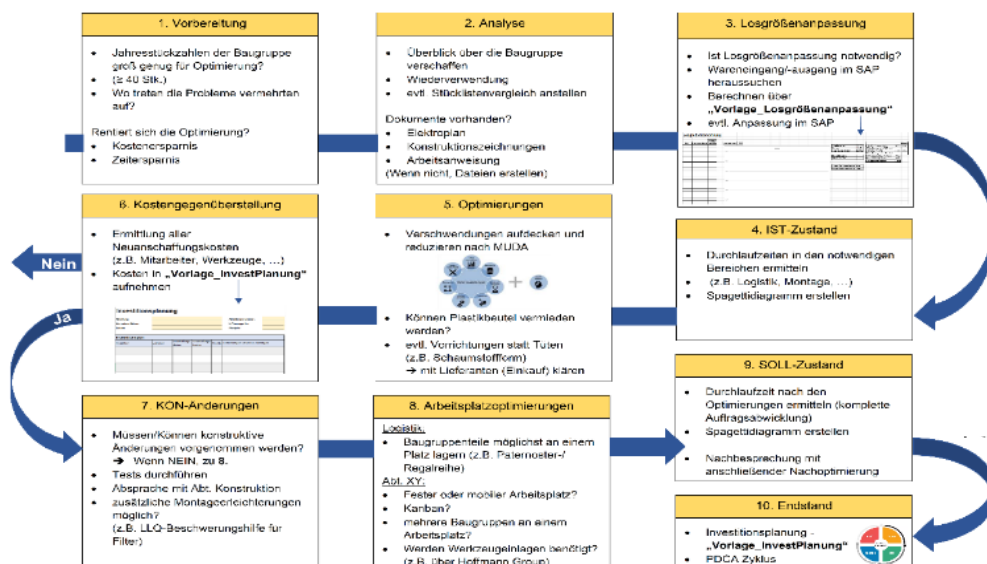 1. Vorbereitung
Jahresstückzahlen der Baugruppe
groß genug für Optimierung?
(≥ 40 Stk.)
Wo treten die Probleme vermehrten
auf?
Rentiert sich die Optimierung?
Kostenersparnis
Zeitersparnis
2. Analyse
Überblick über die Baugruppe
verschaffen
Wiederverwendung
evtl. Stücklistenvergleich anstellen
Dokumente vorhanden?
Elektroplan
Konstruktionszeichnungen
Arbeitsanweisung
(Wenn nicht, Dateien erstellen)
3. Losgrößenanpassung
Ist Losgrößenanpassung notwendig?
Wareneingang/-ausgang im SAP
heraussuchen
Berechnen über
„Vorlage_Losgrößenanpassung“
evtl. Anpassung im SAP
4. IST-Zustand
Durchlaufzeiten in den notwendigen
Bereichen ermitteln
(z.B. Logistik, Montage, …)
Spagettidiagramm erstellen
5. Optimierungen
Verschwendungen aufdecken und
reduzieren nach MUDA
+
Können Plastikbeutel vermieden
werden?
evtl. Vorrichtungen statt Tüten
(z.B. Schaumstoffform)
→ mit Lieferanten (Einkauf) klären
6. Kostengegenüberstellung
Ermittlung aller
Neuanschaffungskosten
(z.B. Mitarbeiter, Werkzeuge, …)
Kosten in „Vorlage_InvestPlanung“
aufnehmen
Investitionsplanung
Nein
Ja
7. KON-Änderungen
Müssen/Können konstruktive
Änderungen vorgenommen werden?
→ Wenn NEIN, zu 8.
Tests durchführen
Absprache mit Abt. Konstruktion
zusätzliche Montageerleichterungen
möglich?
(z.B. LLQ-Beschwerungshilfe für
Filter)
8. Arbeitsplatzoptimierungen
Logistik:
Baugruppenteile möglichst an einem
Platz lagern (z.B. Paternoster-/
Regalreihe)
Abt. XY:
Fester oder mobiler Arbeitsplatz?
Kanban?
mehrere Baugruppen an einem
Arbeitsplatz?
Werden Werkzeugeinlagen benötigt?
(z.B. über Hoffmann Group)
9. SOLL-Zustand
Durchlaufzeit nach den
Optimierungen ermitteln (komplette
Auftragsabwicklung)
Spagettidiagramm erstellen
Nachbesprechung mit
anschließender Nachoptimierung
10. Endstand
Investitionsplanung -
„Vorlage_InvestPlanung“
PDCA Zyklus